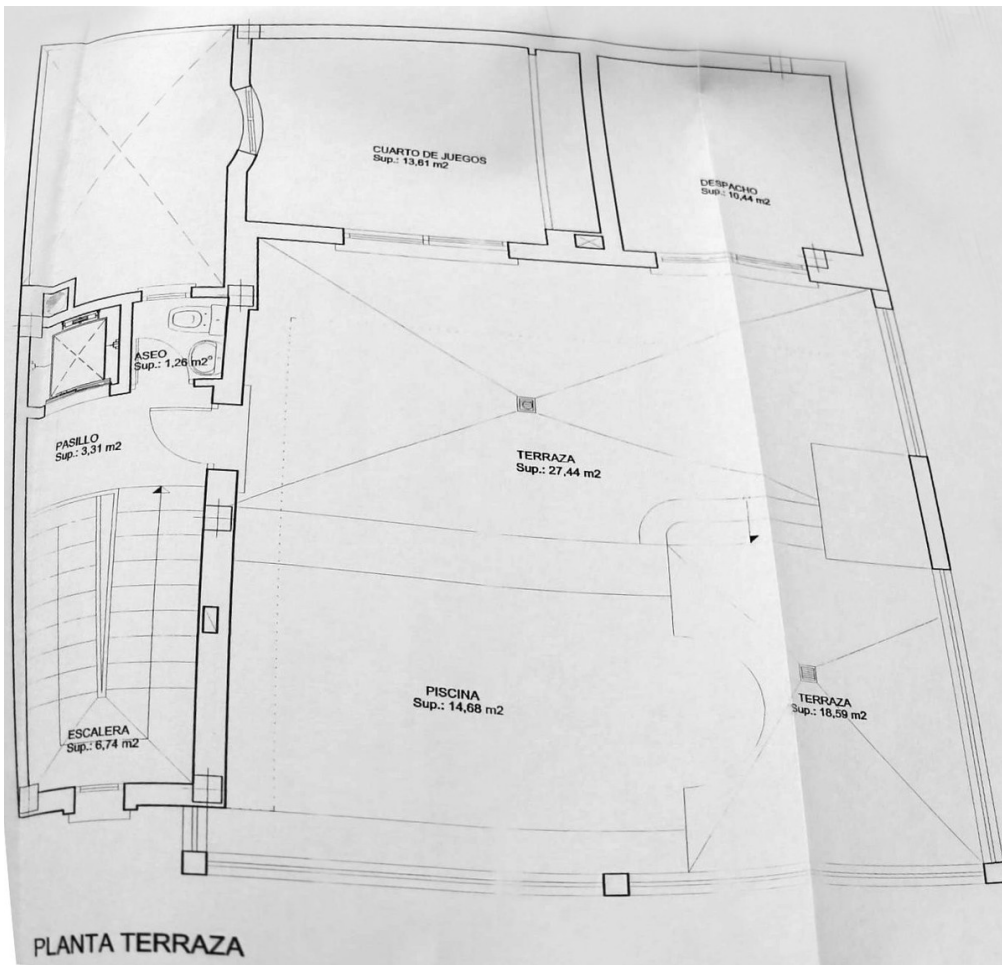 CUARTO DE JUEGOS
Sup.: 13,61 m2
DESPACHO
Sup.: 10,44 m2
ASEO
Sup.: 1,26 m2
PASILLO
Sup.: 3,31 m2
TERRAZA
Sup.: 27,44 m2
PISCINA
Sup.: 14,68 m2
TERRAZA
Sup.: 18,59 m2
ESCALERA
Sup.: 6,74 m2
PLANTA TERRAZA